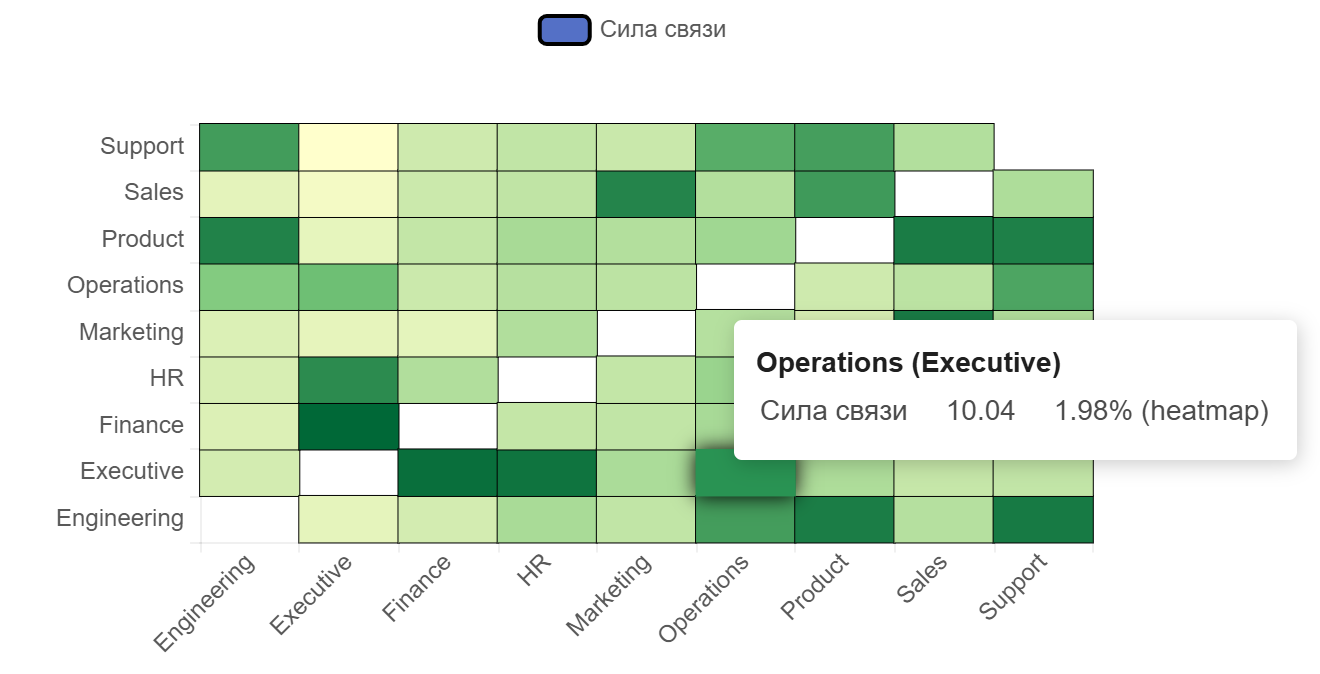 Сила связи
Support
Sales
Product
Operations
Marketing
HR
Finance
Executive
Engineering
Operations (Executive)
Сила связи 10.04 1.98% (heatmap)
Engineering
Executive
Finance
HR
Marketing
Operations
Product
Sales
Support